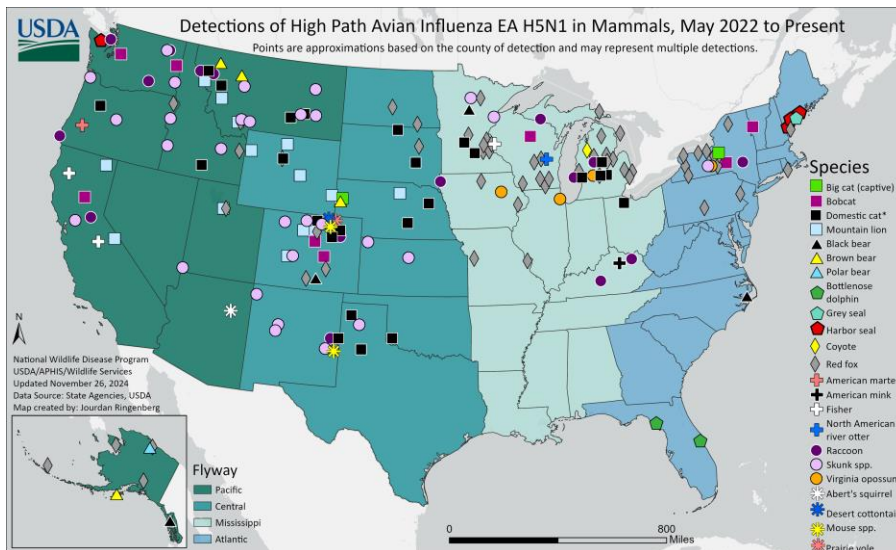 USDA
Detections of High Path Avian Influenza EA H5N1 in Mammals, May 2022 to Present
Points are approximations based on the county of detection and may represent multiple detections.
Species
Big cat (captive)
Bobcat
Domestic cat*
Mountain lion
Black bear
Brown bear
Polar bear
Bottlenose
dolphin
Grey seal
Harbor seal
Coyote
Red fox
American marte
American mink
Fisher
North American
river otter
Raccoon
Skunk spp.
Virginia opossum
Abert's squirrel
Desert cottontai
Mouse spp.
Prairie vole
N
National Wildlife Disease Program
USDA/APHIS/Wildlife Services
Updated November 26, 2024
Data Source: State Agencies, USDA
Map created by: Jourdan Ringenberg
Flyway
Pacific
Central
Mississippi
Atlantic
0 800
Miles